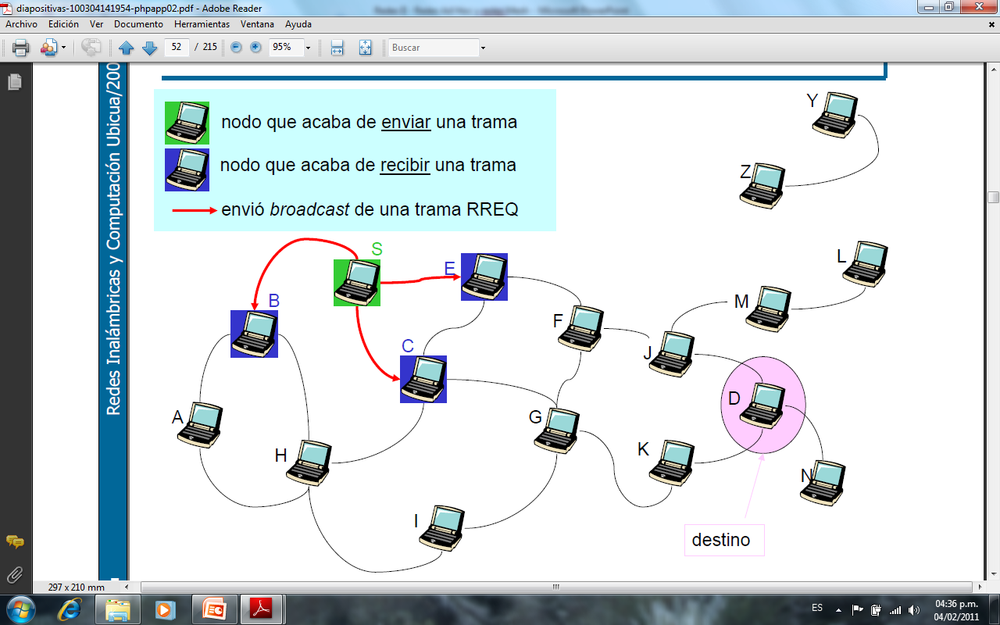 diapositivas-100304141954-phpapp02.pdf - Adobe Reader
Archivo Edición Ver Documento Herramientas Ventana Ayuda
52 / 215 95% Buscar
Redes Inalámbricas y Computación Ubicua/200
nodo que acaba de enviar una trama
nodo que acaba de recibir una trama
envió broadcast de una trama RREQ
Y
Z
S
E
L
B
M
F
C
J
D
A
G
H
K
N
I
destino
297 x 210 mm
ES
04:36 p.m.
04/02/2011